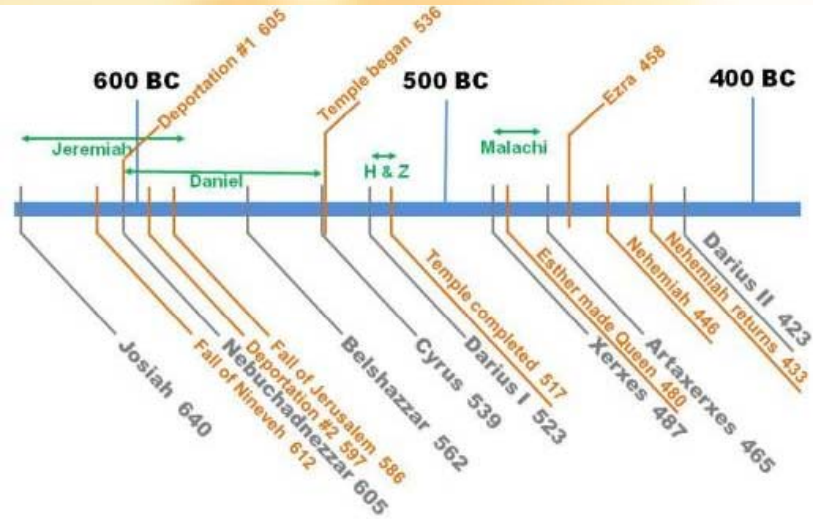 600 BC
Deportation #1 605
Temple began 536
500 BC
Ezra 458
400 BC
Jeremiah
Daniel
H & Z
Malachi
Josiah 640
Fall of Nineveh 612
Nebuchadnezzar 605
Deportation #2 597
Fall of Jerusalem 586
Belshazzar 562
Cyrus 539
Darius I 523
Temple completed 517
Xerxes 487
Esther made Queen 480
Artaxerxes 465
Nehemiah 446
Nehemiah returns 433
Darius II 423